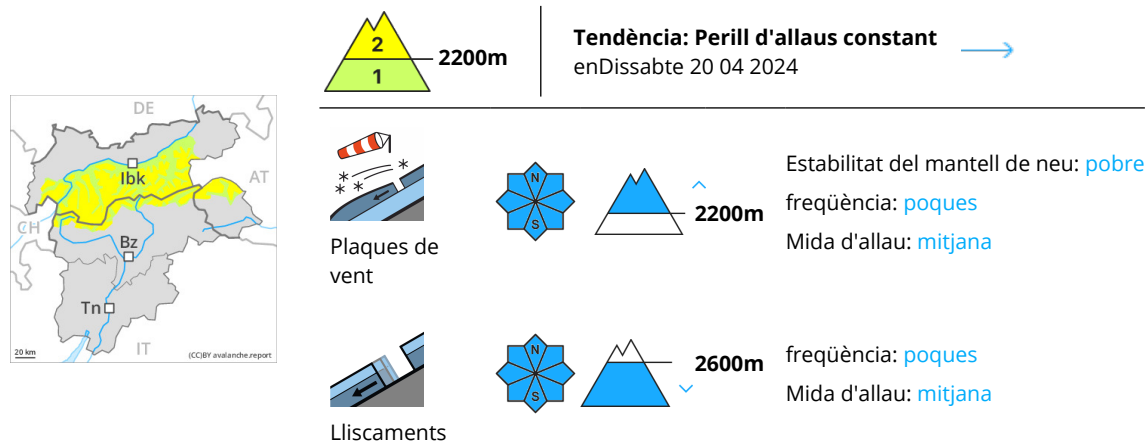 2
1
2200m
Tendència: Perill d'allaus constant
enDissabte 20 04 2024
DE
Ibk
AT
CH
Bz
Tn
IT
20 km
(CC)BY avalanche.report
Plaques de
vent
N
S
2200m
Estabilitat del mantell de neu: pobre
freqüència: poques
Mida d'allau: mitjana
Lliscaments
N
S
2600m
freqüència: poques
Mida d'allau: mitjana